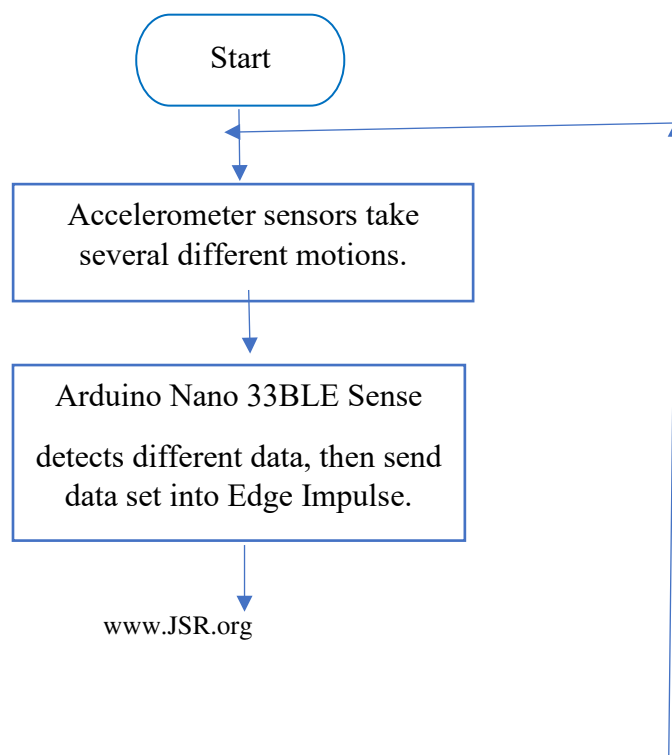 Start
Accelerometer sensors take
several different motions.
Arduino Nano 33BLE Sense
detects different data, then send
data set into Edge Impulse.
www.JSR.org